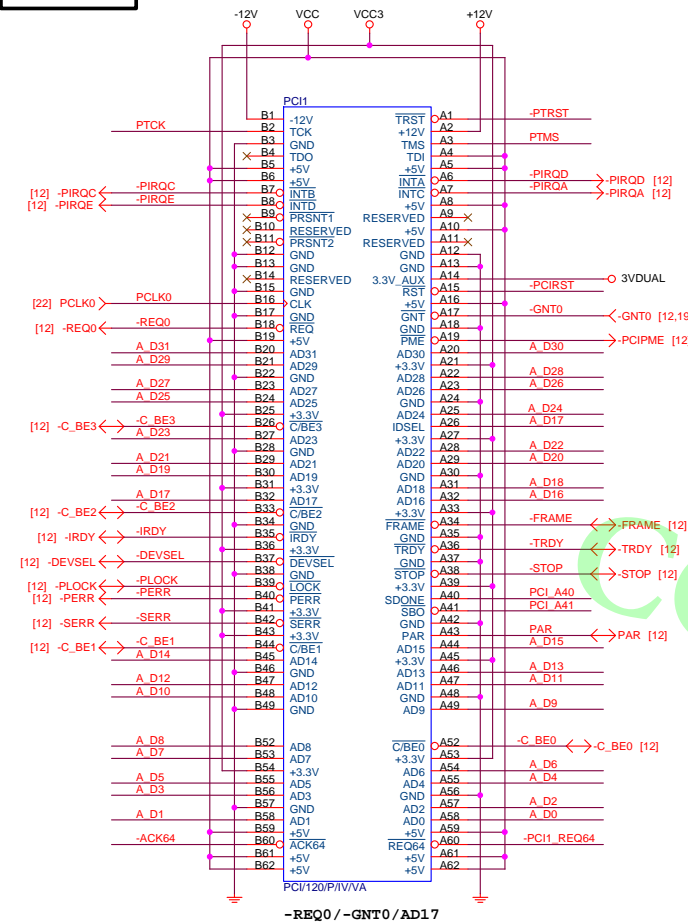 -12V VCC VCC3 +12V
PCI1
B1 -12V TRST A1 -PTRST
PTCK B2 TCK +12V A2
B3 GND TMS A3 PTMS
B4 TDO TDI A4
B5 +5V +5V A5
B6 +5V INTA A6 -PIRQD -PIRQD [12]
[12] -PIRQC -PIRQC B7 INTB INTC A7 -PIRQA -PIRQA [12]
[12] -PIRQE -PIRQE B8 INTD +5V A8
B9 PRSNT1 RESERVED A9
B10 RESERVED +5V A10
B11 PRSNT2 RESERVED A11
B12 GND GND A12
B13 GND GND A13
B14 RESERVED 3.3V_AUX A14 3VDUAL
B15 GND RST A15 -PCIRST
[22] PCLK0 PCLK0 B16 CLK +5V A16
B17 GND GNT A17 -GNT0 -GNT0 [12,19
[12] -REQ0 -REQ0 B18 REQ GND A18
B19 +5V PME A19 -PCIPME [12]
A_D31 B20 AD31 AD30 A20 A_D30
A_D29 B21 AD29 +3.3V A21
B22 GND AD28 A22 A_D28
A_D27 B23 AD27 AD26 A23 A_D26
A_D25 B24 AD25 GND A24
B25 +3.3V AD24 A25 A_D24
[12] -C_BE3 -C_BE3 B26 C/BE3 IDSEL A26 A_D17
A_D23 B27 AD23 +3.3V A27
B28 GND AD22 A28 A_D22
A_D21 B29 AD21 AD20 A29 A_D20
A_D19 B30 AD19 GND A30
B31 +3.3V AD18 A31 A_D18
A_D17 B32 AD17 AD16 A32 A_D16
[12] -C_BE2 -C_BE2 B33 C/BE2 +3.3V A33
B34 GND FRAME A34 -FRAME -FRAME [12]
[12] -IRDY -IRDY B35 IRDY GND A35
B36 +3.3V TRDY A36 -TRDY -TRDY [12]
[12] -DEVSEL -DEVSEL B37 DEVSEL GND A37
B38 GND STOP A38 -STOP -STOP [12]
[12] -PLOCK -PLOCK B39 LOCK +3.3V A39
[12] -PERR -PERR B40 PERR SDONE A40 PCI_A40
B41 +3.3V SBO A41 PCI_A41
[12] -SERR -SERR B42 SERR GND A42
B43 +3.3V PAR A43 PAR PAR [12]
[12] -C_BE1 -C_BE1 B44 C/BE1 AD15 A44 A_D15
A_D14 B45 AD14 +3.3V A45
B46 GND AD13 A46 A_D13
A_D12 B47 AD12 AD11 A47 A_D11
A_D10 B48 AD10 GND A48
B49 GND AD9 A49 A_D9
A_D8 B52 AD8 C/BE0 A52 -C_BE0 -C_BE0 [12]
A_D7 B53 AD7 +3.3V A53
B54 +3.3V AD6 A54 A_D6
A_D5 B55 AD5 AD4 A55 A_D4
A_D3 B56 AD3 GND A56
B57 GND AD2 A57 A_D2
A_D1 B58 AD1 AD0 A58 A_D0
B59 +5V +5V A59
-ACK64 B60 ACK64 REQ64 A60 -PCI1_REQ64
B61 +5V +5V A61
B62 +5V +5V A62
PCI/120/P/IV/VA
-REQ0/-GNT0/AD17